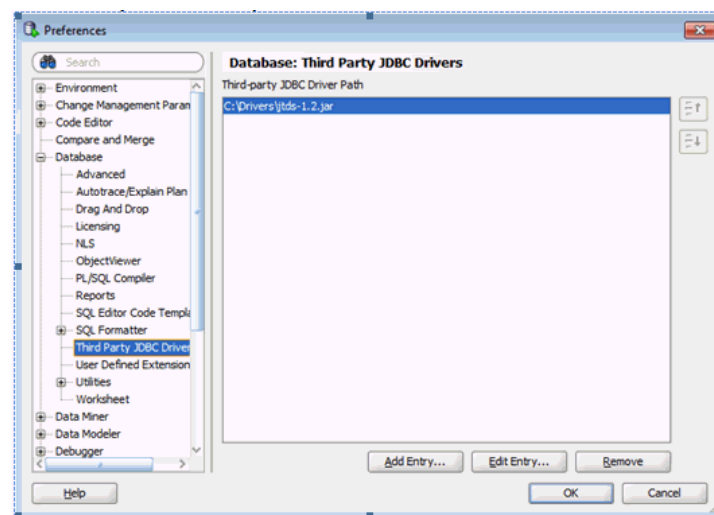 Preferences
Search
Environment
Change Management Param
Code Editor
Compare and Merge
Database
Advanced
Autotrace/Explain Plan
Drag And Drop
Licensing
NLS
ObjectViewer
PL/SQL Compiler
Reports
SQL Editor Code Templa
SQL Formatter
Third Party JDBC Driver
User Defined Extension
Utilities
Worksheet
Data Miner
Data Modeler
Debugger
Database: Third Party JDBC Drivers
Third-party JDBC Driver Path
C:\Drivers\jtds-1.2.jar
Add Entry...
Edit Entry...
Remove
Help
OK
Cancel